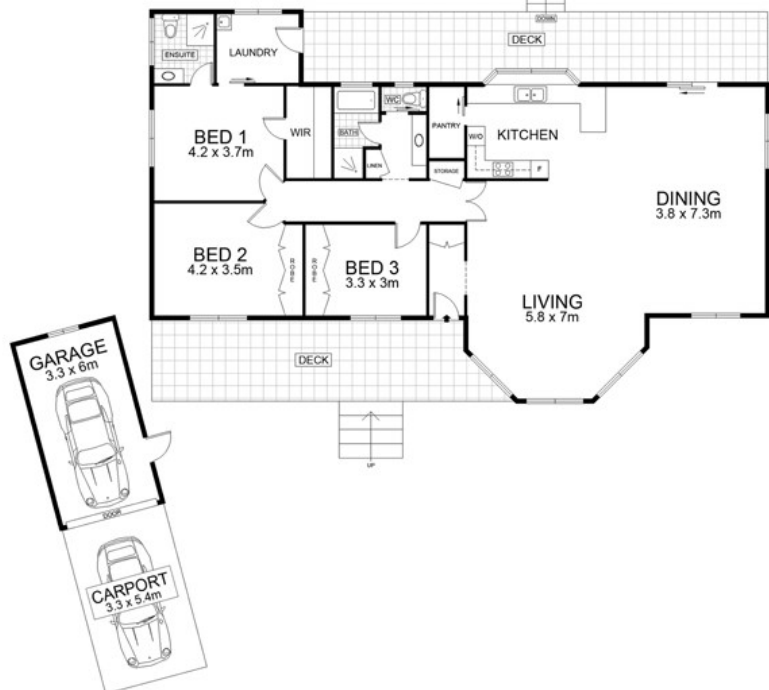 DOWN
DECK
ENSUITE
LAUNDRY
BED 1
4.2 x 3.7m
WIR
BATH
WC
LINEN
PANTRY
STORAGE
W/O
KITCHEN
F
DINING
3.8 x 7.3m
BED 2
4.2 x 3.5m
ROBE
ROBE
BED 3
3.3 x 3m
LIVING
5.8 x 7m
DECK
UP
GARAGE
3.3 x 6m
DOOR
CARPORT
3.3 x 5.4m